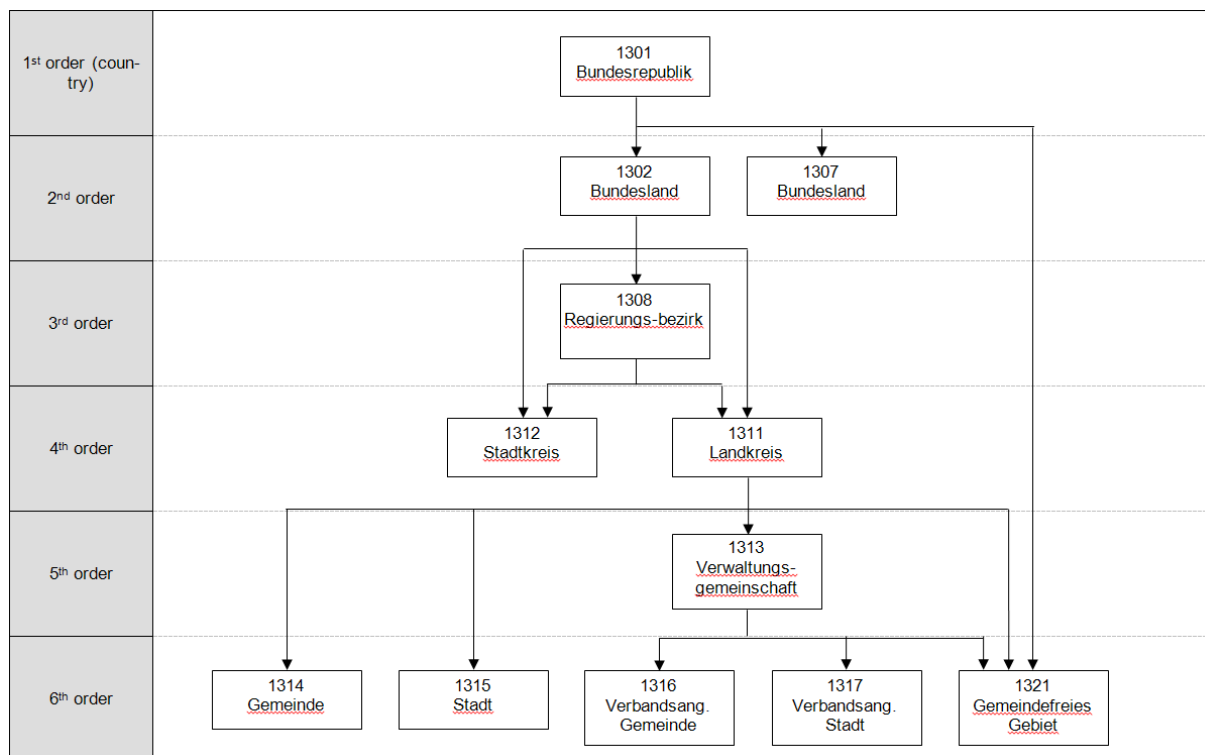 1st order (coun-
try)
1301
Bundesrepublik
2nd order
1302
Bundesland
1307
Bundesland
3rd order
1308
Regierungs-bezirk
4th order
1312
Stadtkreis
1311
Landkreis
5th order
1313
Verwaltungs-
gemeinschaft
6th order
1314
Gemeinde
1315
Stadt
1316
Verbandsang.
Gemeinde
1317
Verbandsang.
Stadt
1321
Gemeindefreies
Gebiet